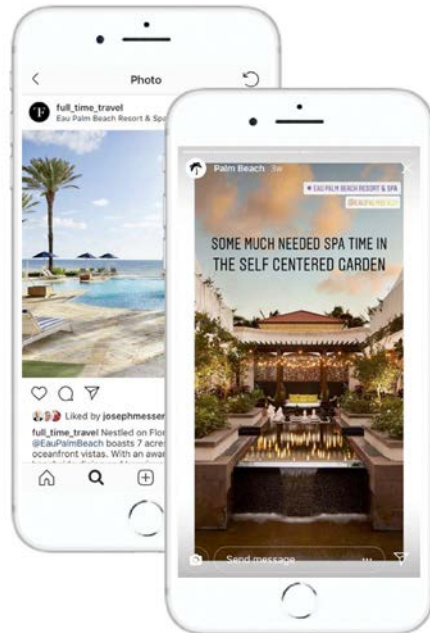 Photo
full_time_travel
Eau Palm Beach Resort & Spa
Liked by josephmesser
full_time_travel Nestled on Flor
@EauPalmBeach boasts 7 acre
oceanfront vistas. With an awa
Palm Beach 3w
EAU PALM BEACH RESORT & SPA
@EAUPALMBEACH
SOME MUCH NEEDED SPA TIME IN
THE SELF CENTERED GARDEN
Send message